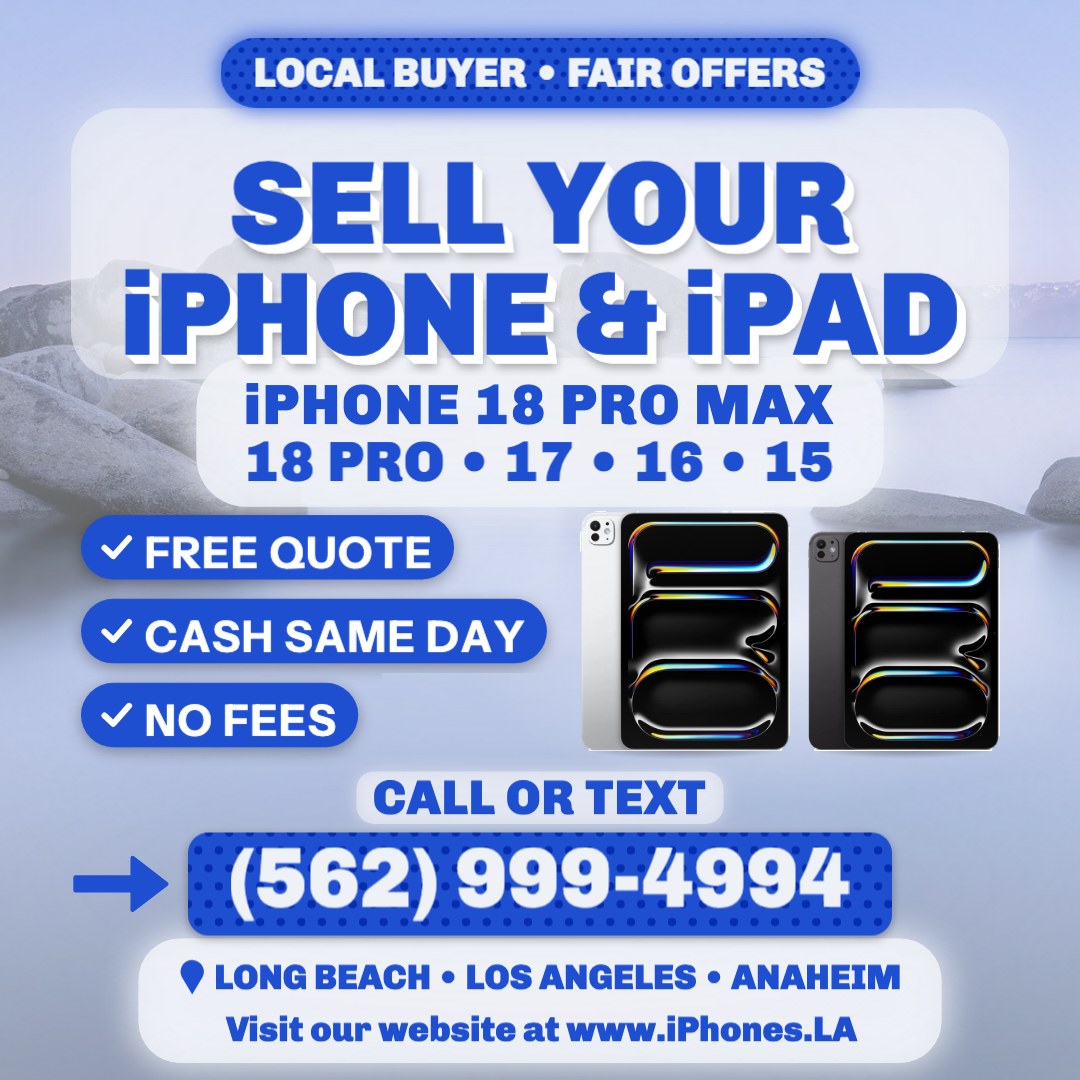 LOCAL BUYER • FAIR OFFERS
SELL YOUR
iPHONE & iPAD
iPHONE 18 PRO MAX
18 PRO • 17 • 16 • 15
✓ FREE QUOTE
✓ CASH SAME DAY
✓ NO FEES
CALL OR TEXT
(562) 999-4994
LONG BEACH • LOS ANGELES • ANAHEIM
Visit our website at www.iPhones.LA